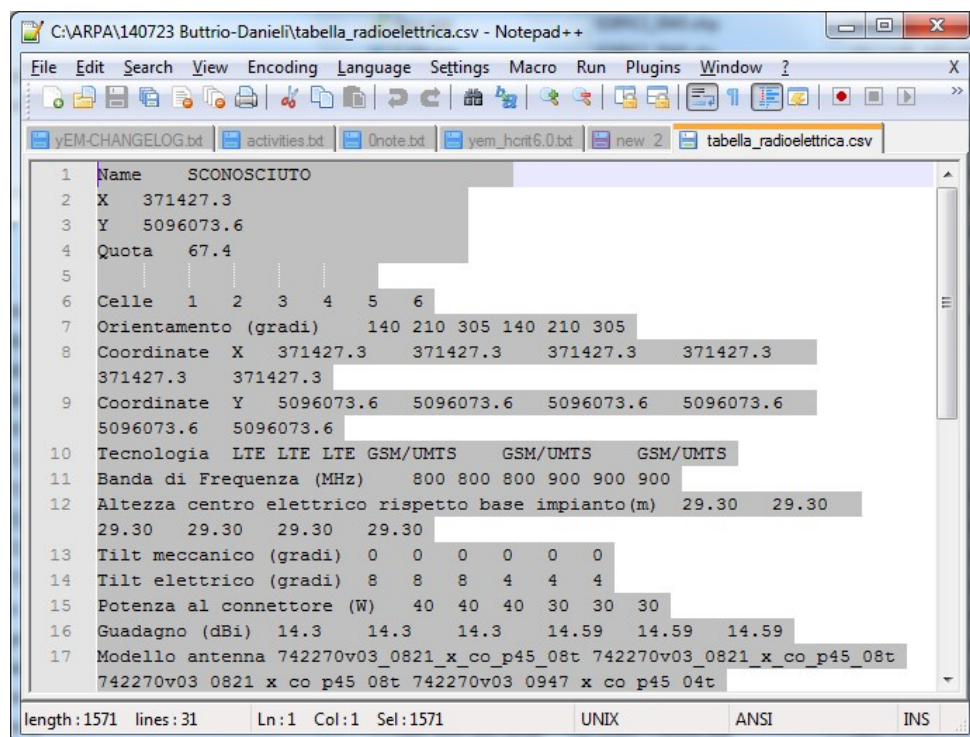 C:\ARPA\140723 Buttrio-Danieli\tabella_radioelettrica.csv - Notepad++
File Edit Search View Encoding Language Settings Macro Run Plugins Window ? X
yEM-CHANGELOG.txt activities.txt 0note.txt yem_hcrit6.0.txt new 2 tabella_radioelettrica.csv
1 Name SCONOSCIUTO
2 X 371427.3
3 Y 5096073.6
4 Quota 67.4
5
6 Celle 1 2 3 4 5 6
7 Orientamento (gradi) 140 210 305 140 210 305
8 Coordinate X 371427.3 371427.3 371427.3 371427.3
371427.3 371427.3
9 Coordinate Y 5096073.6 5096073.6 5096073.6 5096073.6
5096073.6 5096073.6
10 Tecnologia LTE LTE LTE GSM/UMTS GSM/UMTS GSM/UMTS
11 Banda di Frequenza (MHz) 800 800 800 900 900 900
12 Altezza centro elettrico rispetto base impianto(m) 29.30 29.30
29.30 29.30 29.30 29.30
13 Tilt meccanico (gradi) 0 0 0 0 0 0
14 Tilt elettrico (gradi) 8 8 8 4 4 4
15 Potenza al connettore (W) 40 40 40 30 30 30
16 Guadagno (dBi) 14.3 14.3 14.3 14.59 14.59 14.59
17 Modello antenna 742270v03_0821_x_co_p45_08t 742270v03_0821_x_co_p45_08t
742270v03_0821_x_co_p45_08t 742270v03_0947_x_co_p45_04t
length : 1571 lines : 31 Ln : 1 Col : 1 Sel : 1571 UNIX ANSI INS